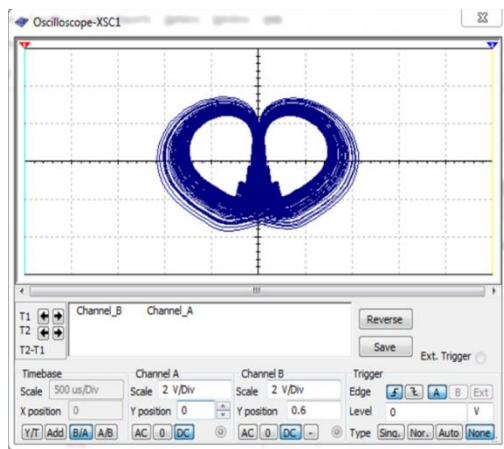 Oscilloscope-XSC1
T1
T2
T2-T1
Channel_B Channel_A
Reverse
Save
Ext. Trigger
Timebase
Scale 500 us/Div
X position 0
Y/T Add B/A A/B
Channel A
Scale 2 V/Div
Y position 0
AC 0 DC
Channel B
Scale 2 V/Div
Y position 0.6
AC 0 DC -
Trigger
Edge A B Ext
Level 0 V
Type Sing. Nor. Auto None